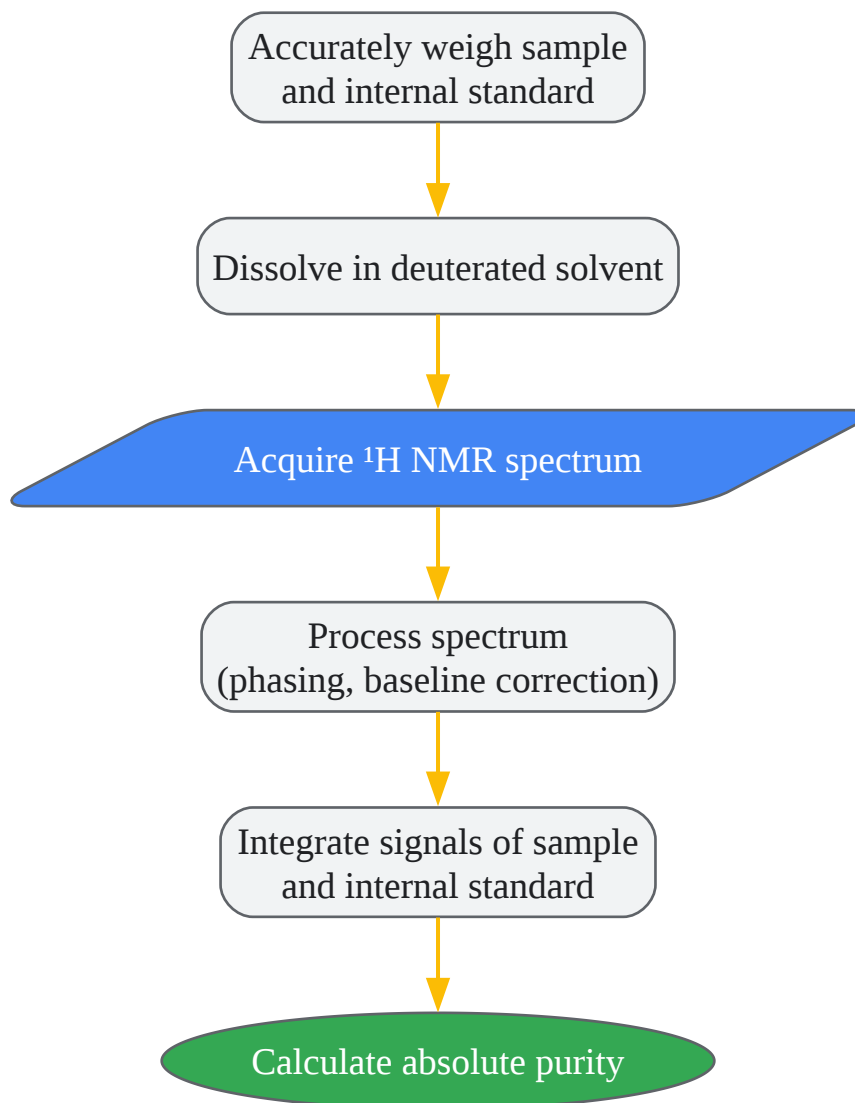 Accurately weigh sample
and internal standard
Dissolve in deuterated solvent
Acquire ¹H NMR spectrum
Process spectrum
(phasing, baseline correction)
Integrate signals of sample
and internal standard
Calculate absolute purity